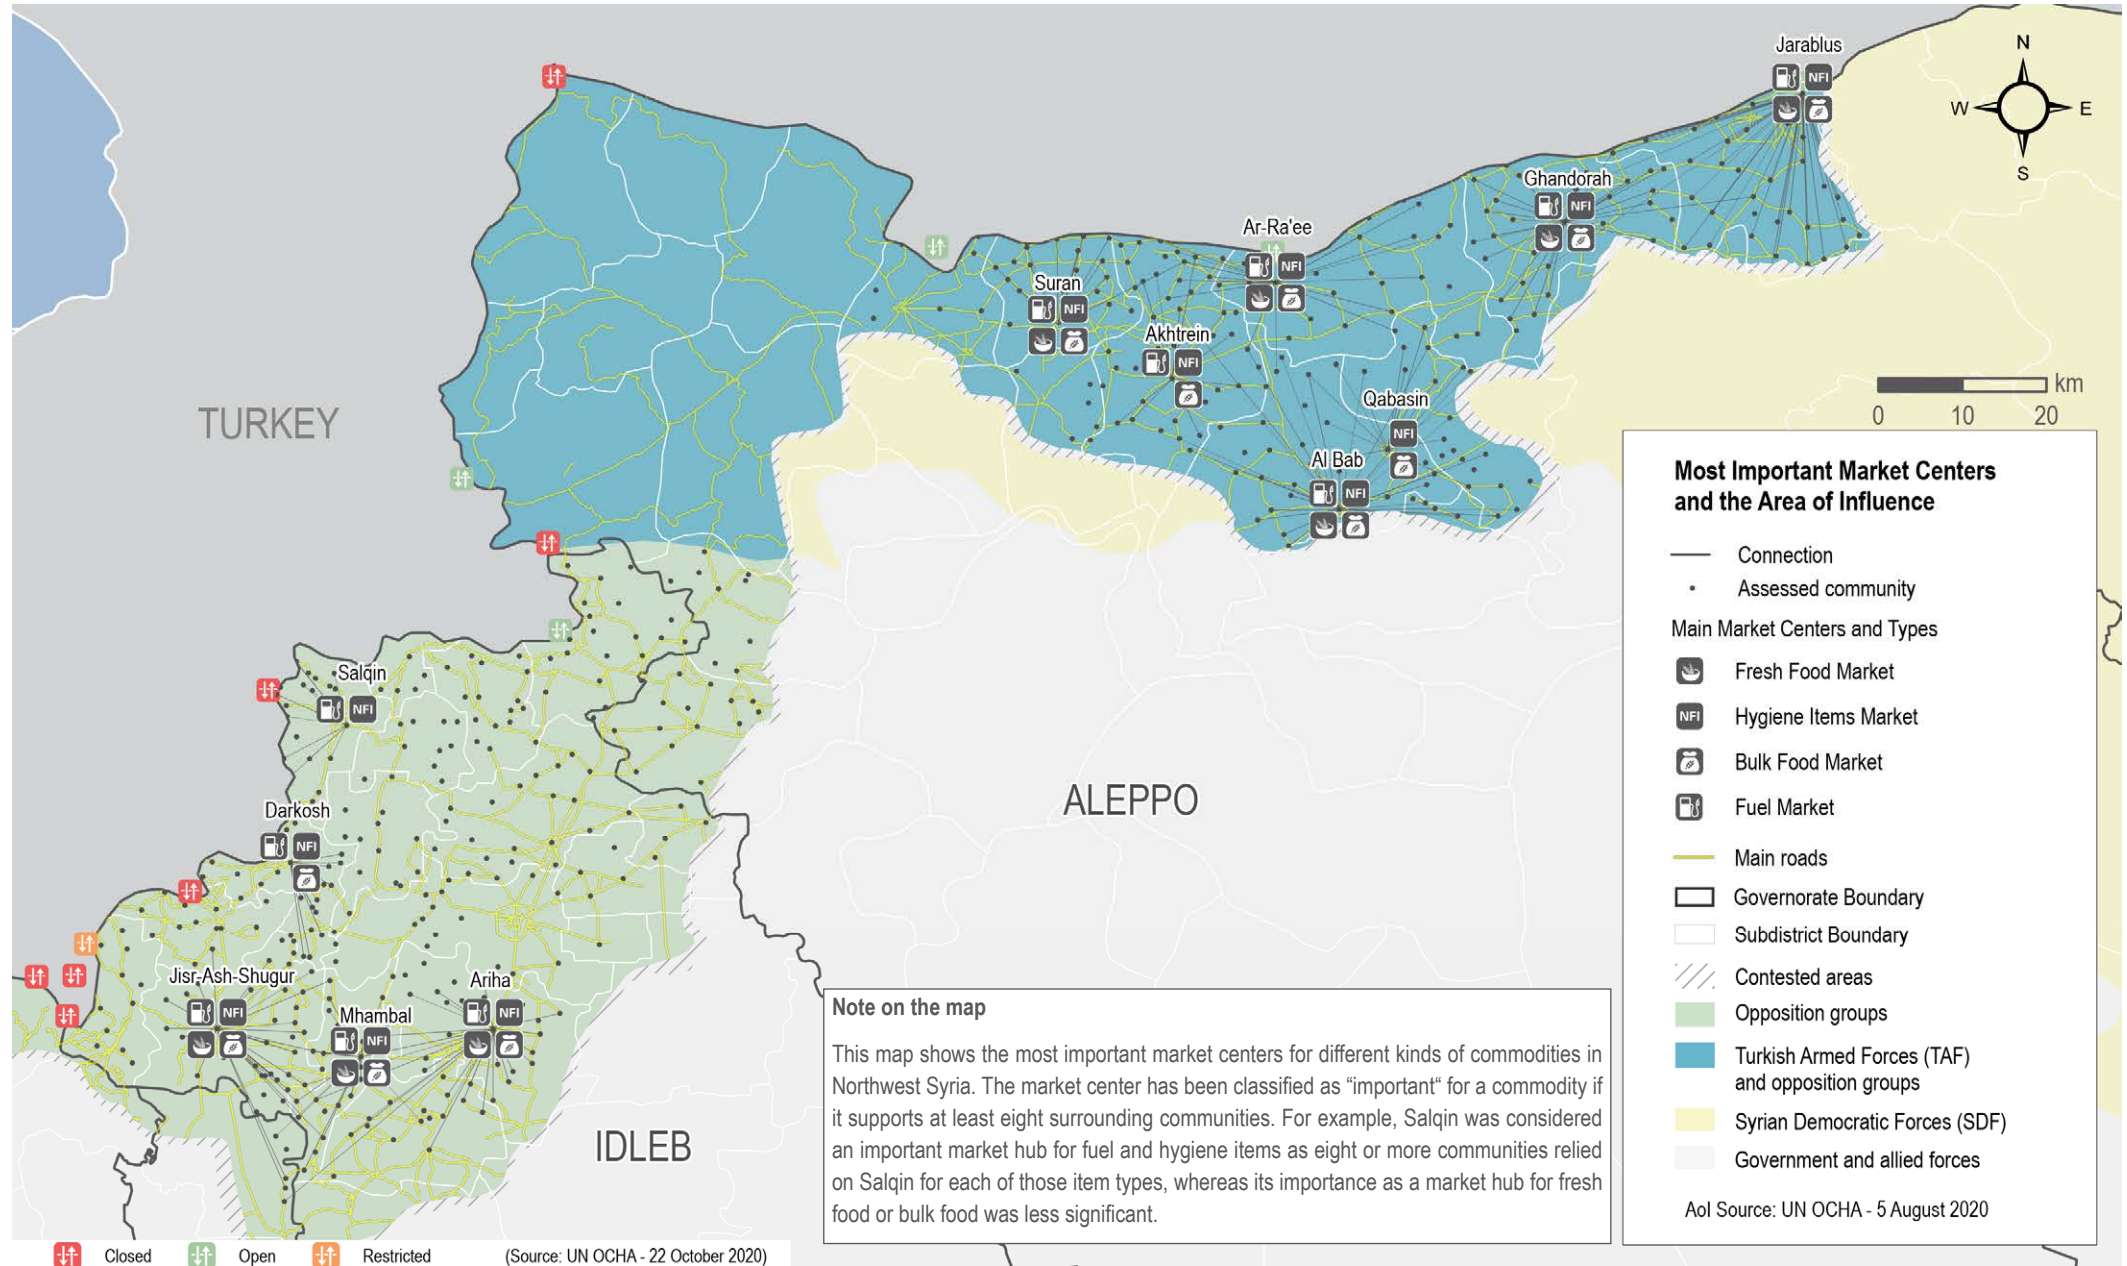 Jarablus
NFI
N
W
E
S
Ghandorah
NFI
Ar-Ra'ee
NFI
Suran
NFI
Akhtrein
NFI
Qabasin
NFI
Al Bab
NFI
TURKEY
km
0 10 20
Salqin
NFI
Darkosh
NFI
Jisr-Ash-Shugur
NFI
Mhambal
NFI
Ariha
NFI
ALEPPO
IDLEB
Most Important Market Centers
and the Area of Influence
Connection
Assessed community
Main Market Centers and Types
Fresh Food Market
NFI Hygiene Items Market
Bulk Food Market
Fuel Market
Main roads
Governorate Boundary
Subdistrict Boundary
Contested areas
Opposition groups
Turkish Armed Forces (TAF)
and opposition groups
Syrian Democratic Forces (SDF)
Government and allied forces
AoI Source: UN OCHA - 5 August 2020
Note on the map
This map shows the most important market centers for different kinds of commodities in
Northwest Syria. The market center has been classified as “important“ for a commodity if
it supports at least eight surrounding communities. For example, Salqin was considered
an important market hub for fuel and hygiene items as eight or more communities relied
on Salqin for each of those item types, whereas its importance as a market hub for fresh
food or bulk food was less significant.
Closed Open Restricted (Source: UN OCHA - 22 October 2020)